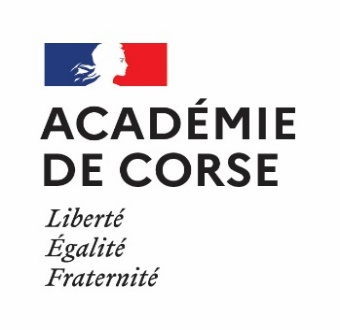 ACADÉMIE
DE CORSE
Liberté
Égalité
Fraternité